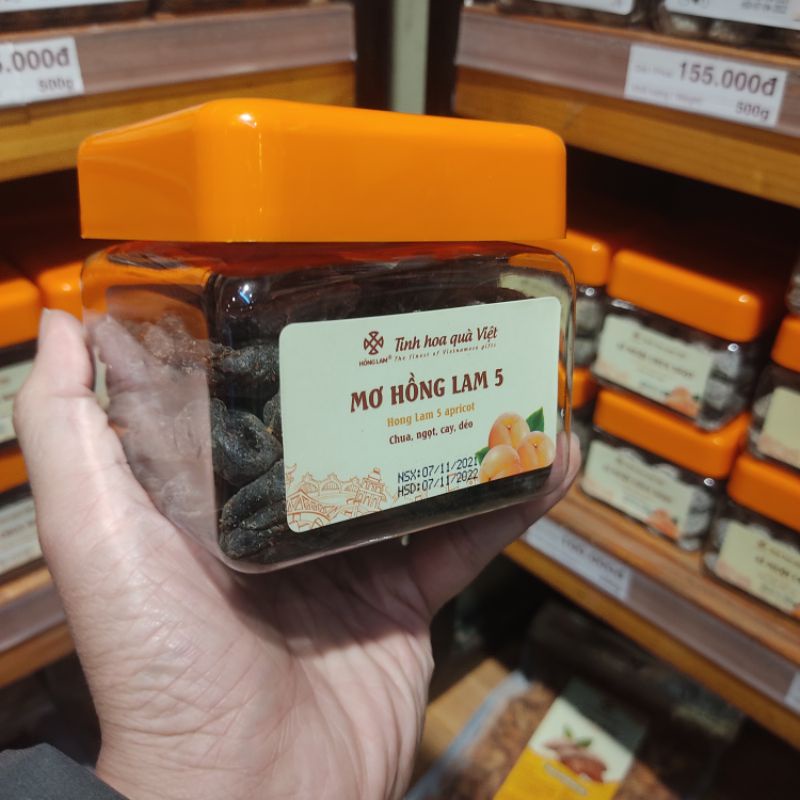 .000đ
500g
155.000đ
500g
HỒNG LAM®
Tinh hoa quà Việt
The finest of Vietnamese gifts
MƠ HỒNG LAM 5
Hong Lam 5 apricot
Chua, ngọt, cay, dẻo
NSX:07/11/2021
HSD:07/11/2022